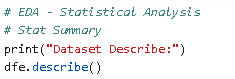 # EDA - Statistical Analysis
# Stat Summary
print("Dataset Describe:")
dfe.describe()